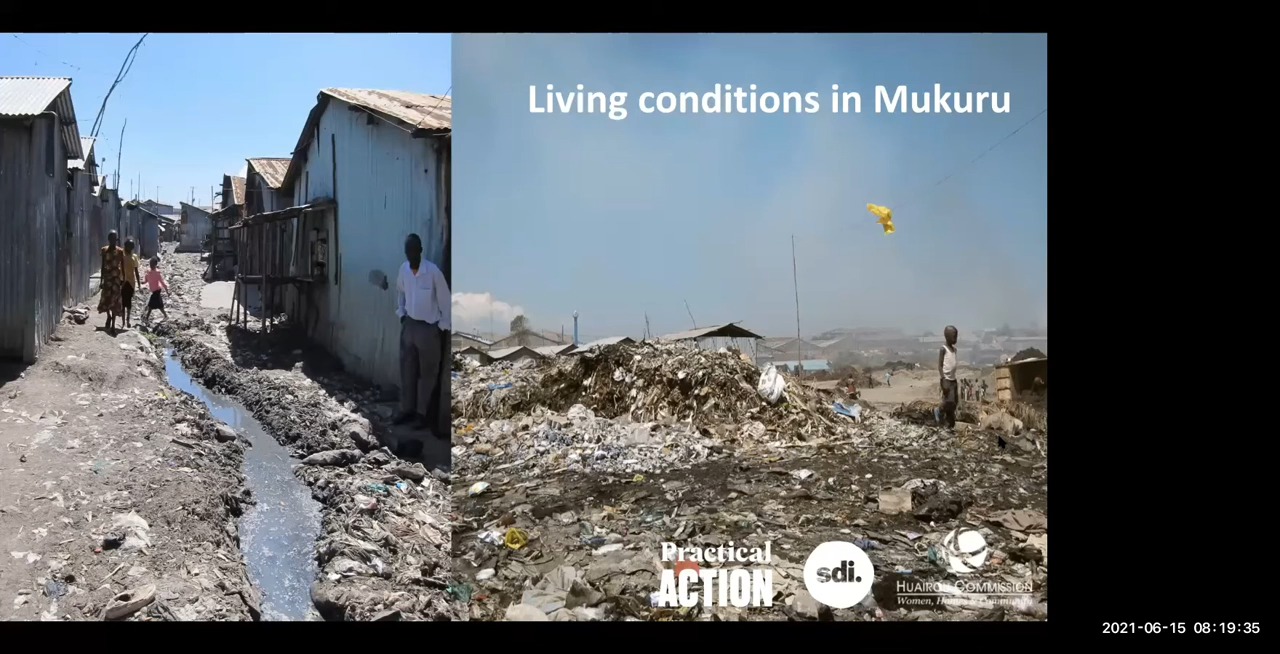 Living conditions in Mukuru
Practical
ACTION
sdi.
HUAIROU COMMISSION
Women, Homes & Community
2021-06-15 08:19:35